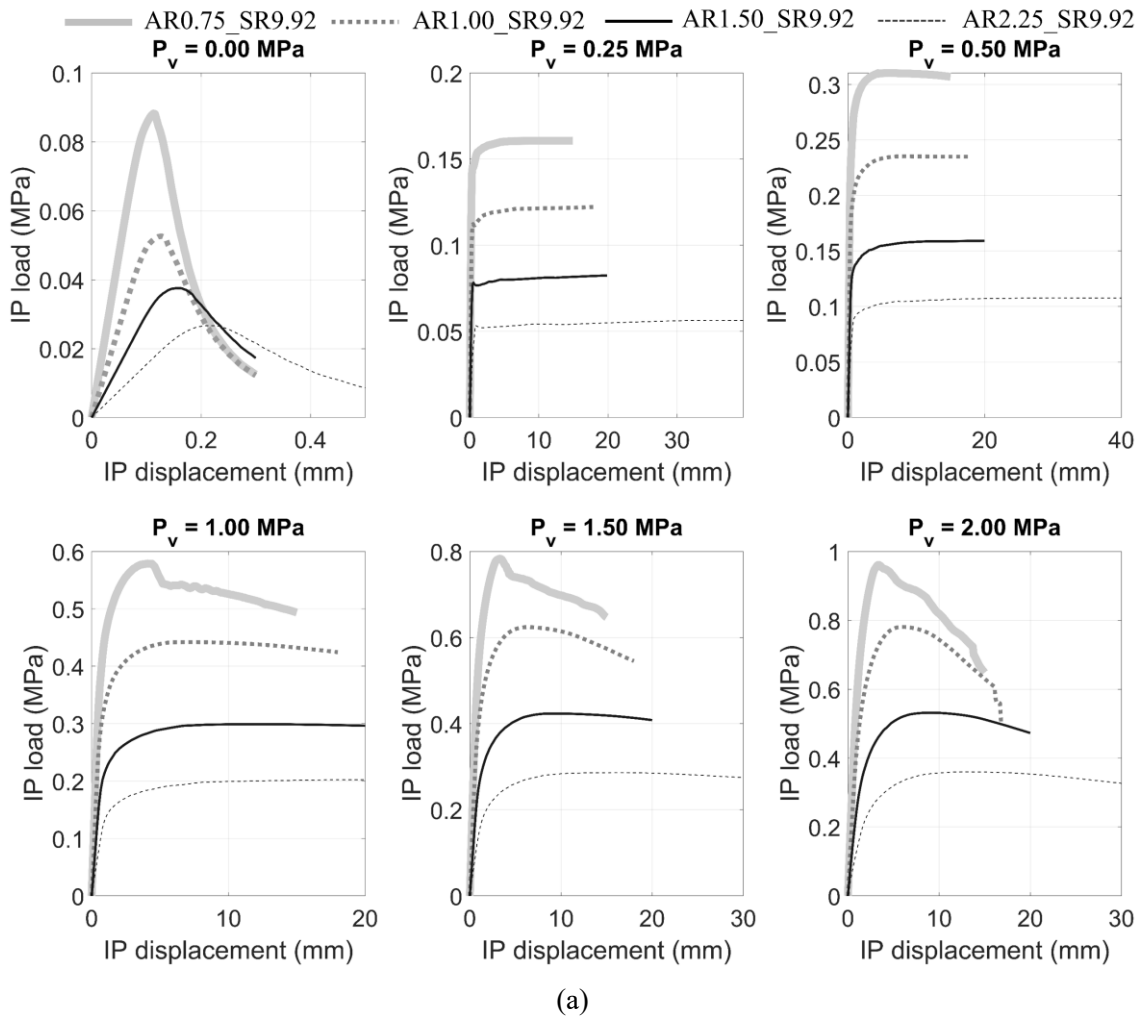 AR0.75_SR9.92 AR1.00_SR9.92 AR1.50_SR9.92 AR2.25_SR9.92
P_v = 0.00 MPa P_v = 0.25 MPa P_v = 0.50 MPa
0.1 0.2 0.3
0.08 0.25
0.06 0.15 0.2
0.04 0.1 0.15
0.02 0.05 0.1
0.05
0 0 0
IP load (MPa) IP load (MPa) IP load (MPa)
0 0.2 0.4 0 10 20 30 0 20 40
IP displacement (mm) IP displacement (mm) IP displacement (mm)
P_v = 1.00 MPa P_v = 1.50 MPa P_v = 2.00 MPa
0.6 0.8 1
0.5 0.8
0.4 0.6 0.6
0.3 0.4 0.4
0.2 0.2 0.2
0.1
0 0 0
IP load (MPa) IP load (MPa) IP load (MPa)
0 10 20 0 10 20 30 0 10 20 30
IP displacement (mm) IP displacement (mm) IP displacement (mm)
(a)